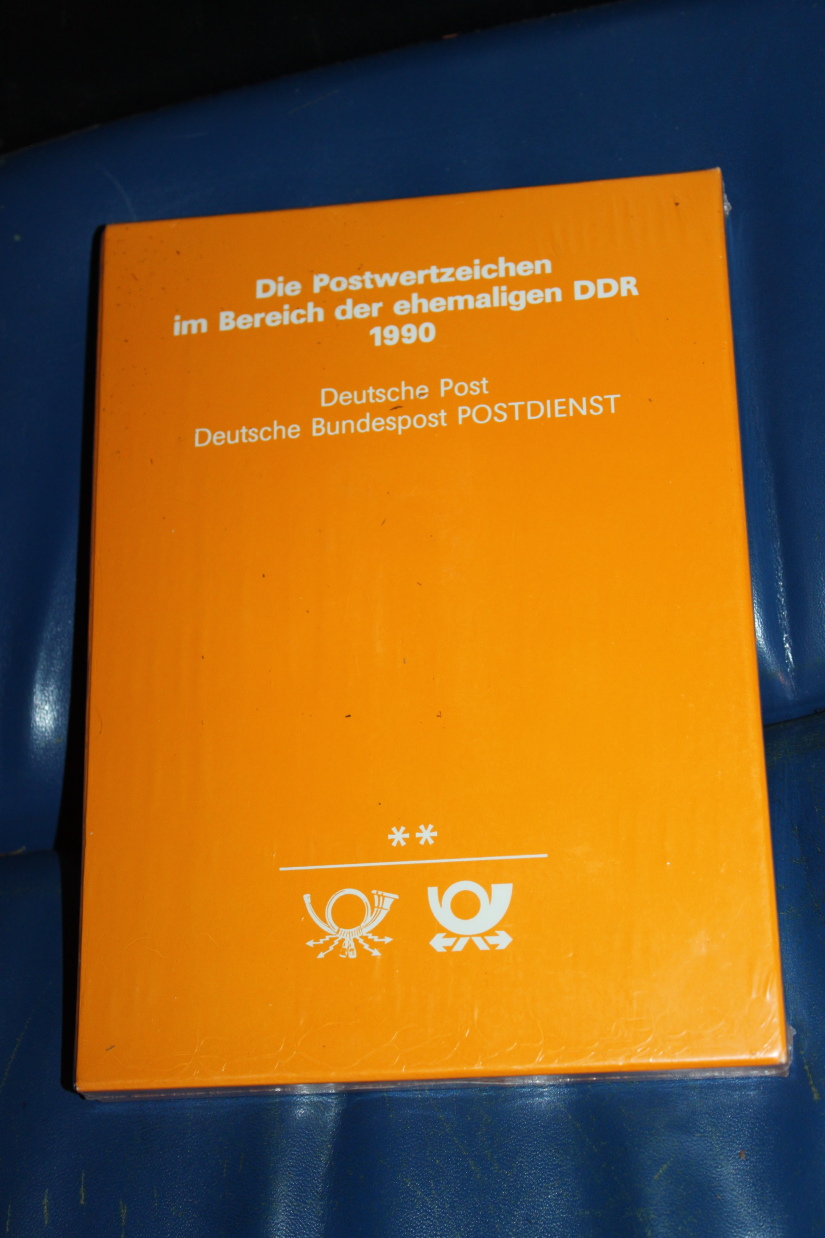 Die Postwertzeichen
im Bereich der ehemaligen DDR
1990
Deutsche Post
Deutsche Bundespost POSTDIENST
**